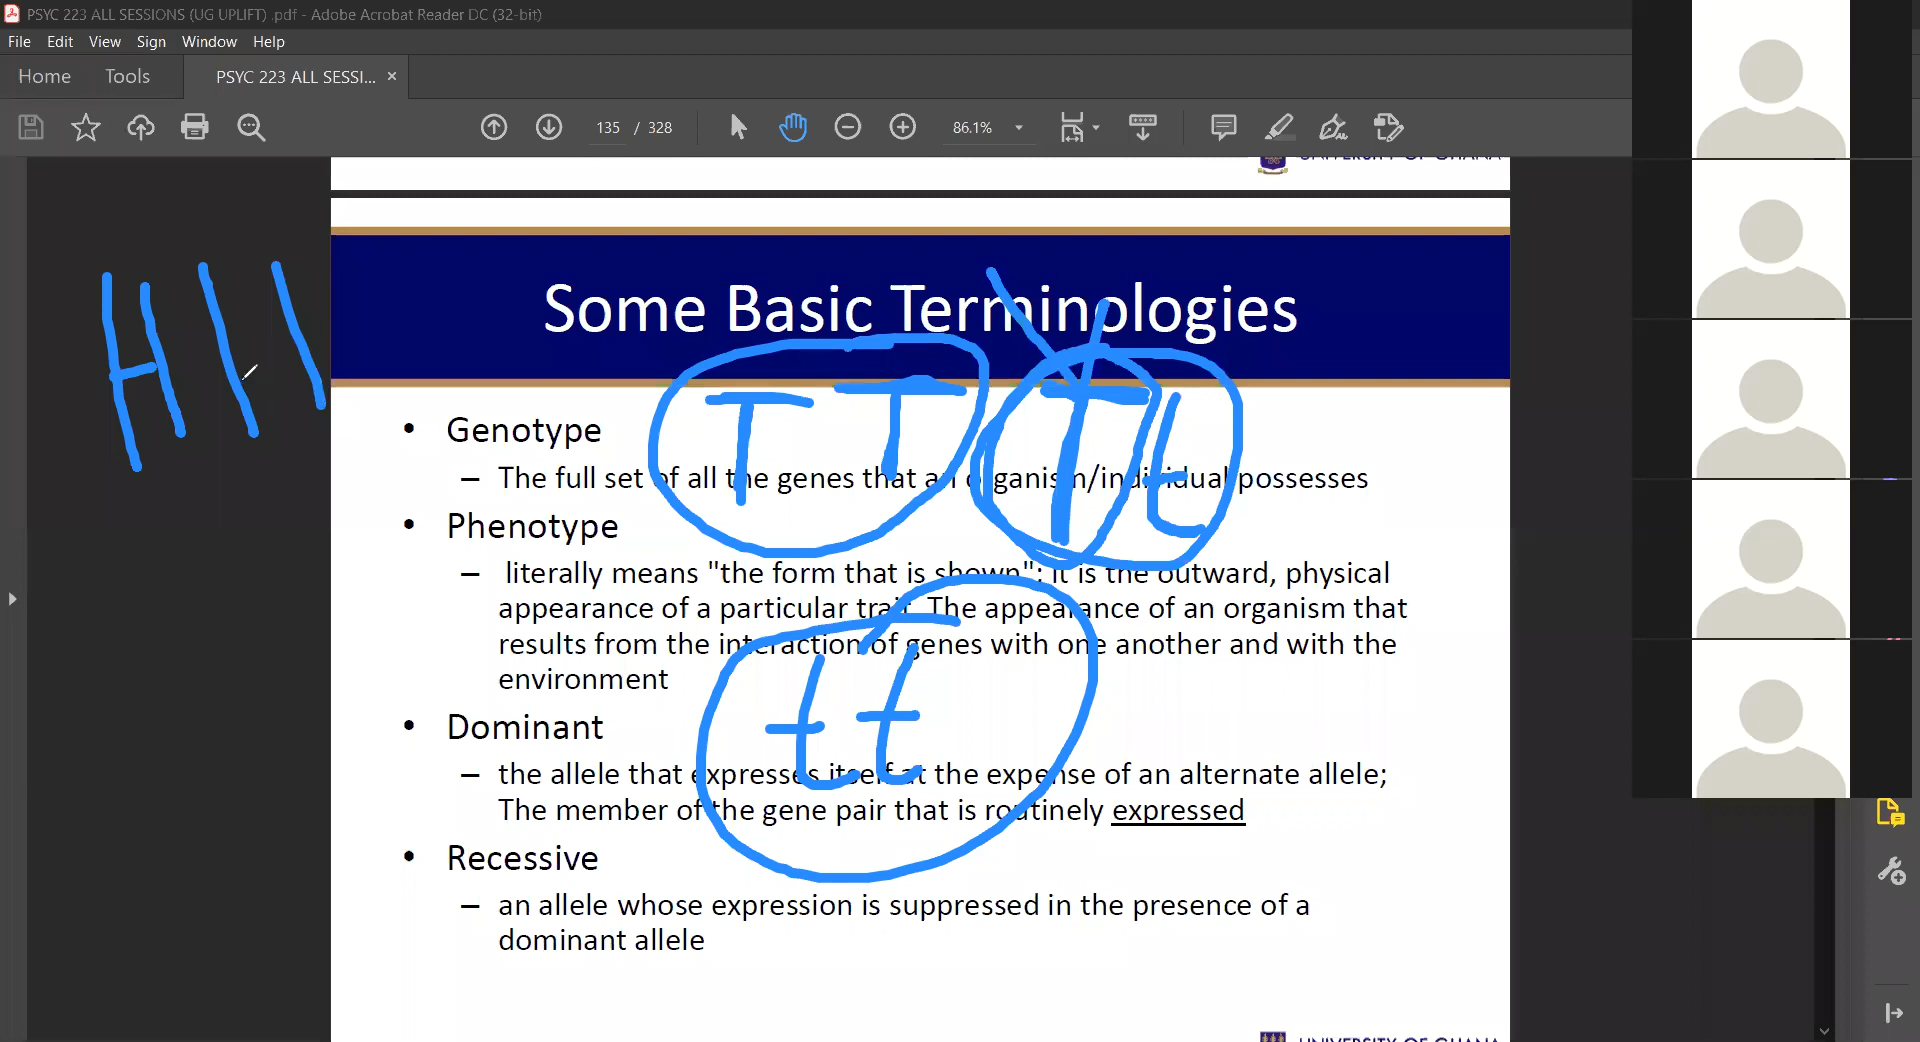 PSYC 223 ALL SESSIONS (UG UPLIFT) .pdf - Adobe Acrobat Reader DC (32-bit)
File Edit View Sign Window Help
Home Tools PSYC 223 ALL SESSI... ×
135 / 328 86.1%
UNIVERSITY OF GHANA
Some Basic Terminologies
T T T t
• Genotype
– The full set of all the genes that an organism/individual possesses
• Phenotype
– literally means "the form that is shown"; it is the outward, physical
appearance of a particular trait. The appearance of an organism that
results from the interaction of genes with one another and with the
environment
t t
• Dominant
– the allele that expresses itself at the expense of an alternate allele;
The member of the gene pair that is routinely expressed
• Recessive
– an allele whose expression is suppressed in the presence of a
dominant allele
UNIVERSITY OF GHANA